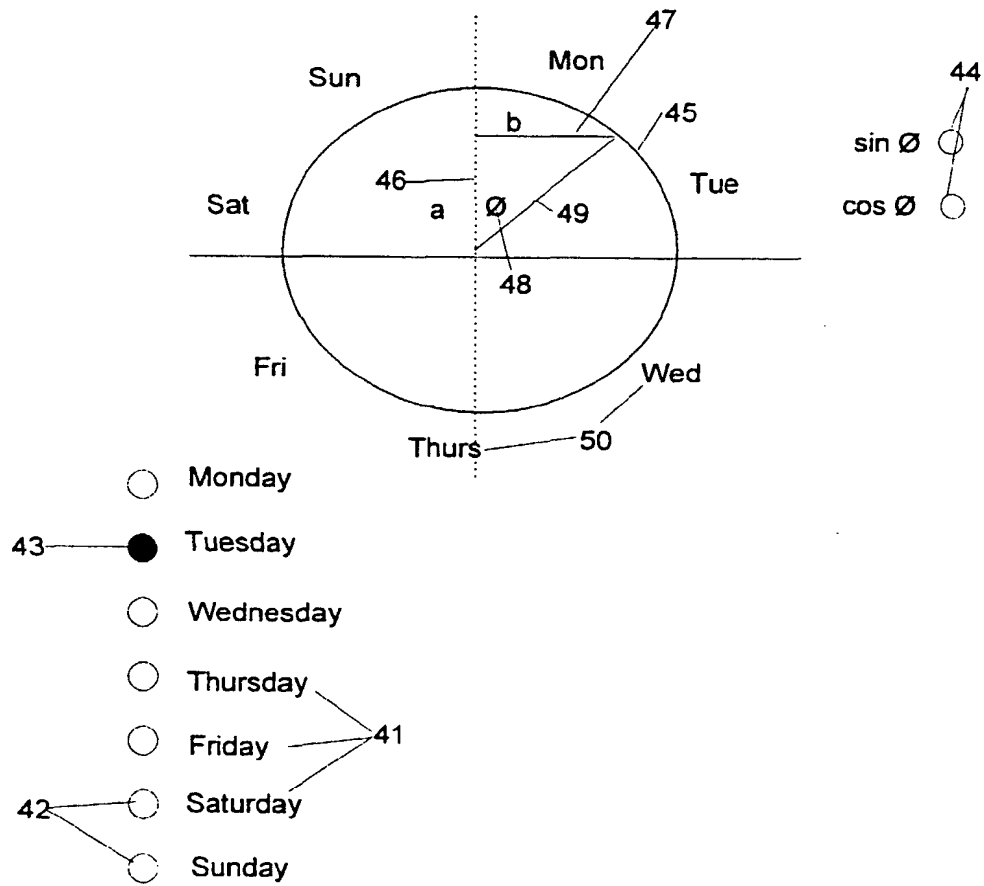 47
Mon
Sun
44
b
45
sin Ø
Tue
46
Sat
a
Ø
49
cos Ø
48
Fri
Wed
Thurs
50
Monday
43
Tuesday
Wednesday
Thursday
41
Friday
42
Saturday
Sunday